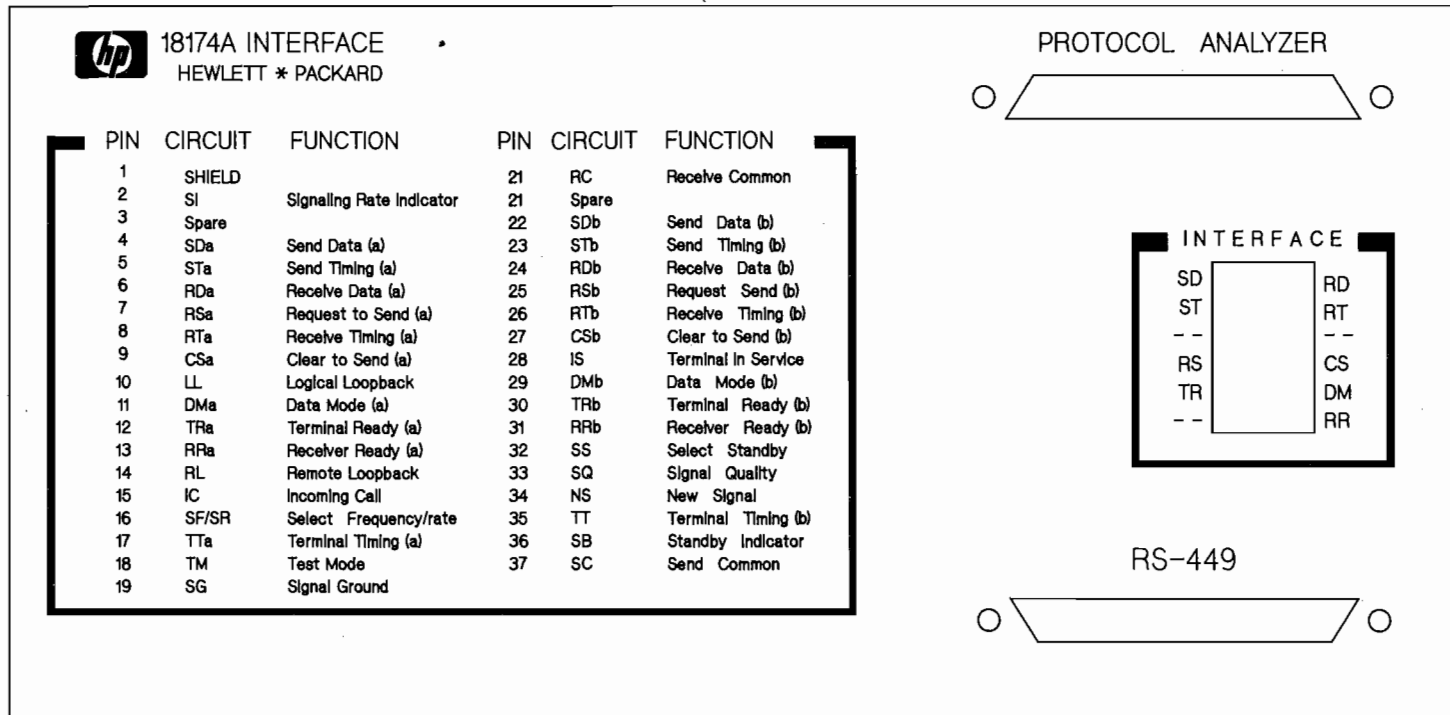 hp
18174A INTERFACE
HEWLETT * PACKARD
PIN CIRCUIT FUNCTION
1 SHIELD
2 SI Signaling Rate Indicator
3 Spare
4 SDa Send Data (a)
5 STa Send Timing (a)
6 RDa Receive Data (a)
7 RSa Request to Send (a)
8 RTa Receive Timing (a)
9 CSa Clear to Send (a)
10 LL Logical Loopback
11 DMa Data Mode (a)
12 TRa Terminal Ready (a)
13 RRa Receiver Ready (a)
14 RL Remote Loopback
15 IC Incoming Call
16 SF/SR Select Frequency/rate
17 TTa Terminal Timing (a)
18 TM Test Mode
19 SG Signal Ground
PIN CIRCUIT FUNCTION
21 RC Receive Common
21 Spare
22 SDb Send Data (b)
23 STb Send Timing (b)
24 RDb Receive Data (b)
25 RSb Request Send (b)
26 RTb Receive Timing (b)
27 CSb Clear to Send (b)
28 IS Terminal in Service
29 DMb Data Mode (b)
30 TRb Terminal Ready (b)
31 RRb Receiver Ready (b)
32 SS Select Standby
33 SQ Signal Quality
34 NS New Signal
35 TT Terminal Timing (b)
36 SB Standby Indicator
37 SC Send Common
PROTOCOL ANALYZER
INTERFACE
SD RD
ST RT
-- --
RS CS
TR DM
-- RR
RS-449